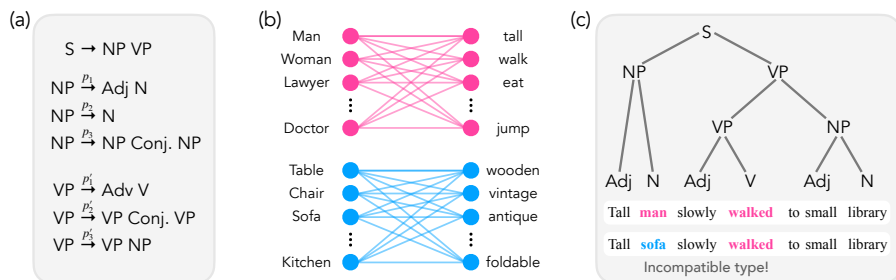 (a)
S → NP VP
NP p₁→ Adj N
NP p₂→ N
NP p₃→ NP Conj. NP
VP p′₁→ Adv V
VP p′₂→ VP Conj. VP
VP p′₃→ VP NP
(b)
Man tall
Woman walk
Lawyer eat
Doctor jump
Table wooden
Chair vintage
Sofa antique
Kitchen foldable
(c)
S
NP VP
VP NP
Adj N Adj V Adj N
Tall man slowly walked to small library
Tall sofa slowly walked to small library
Incompatible type!